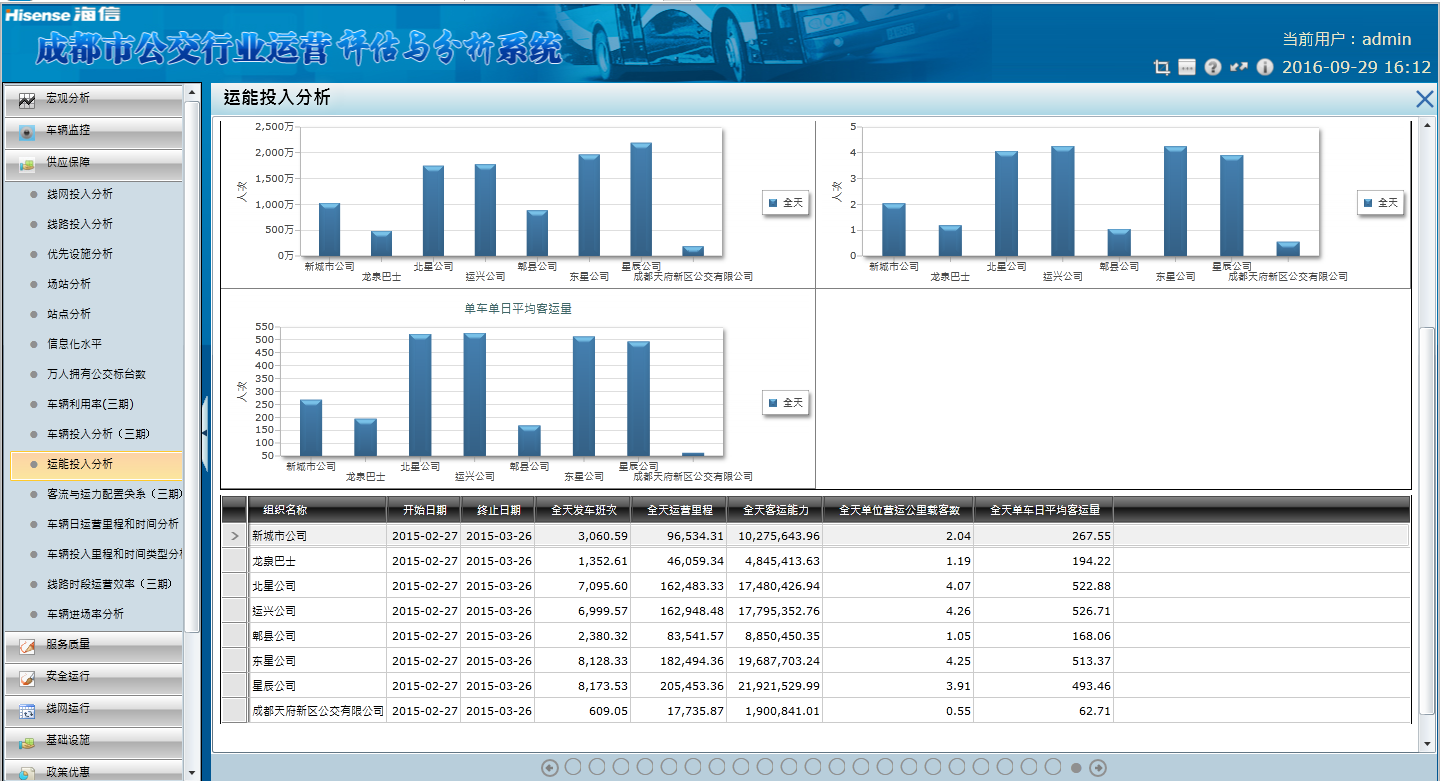 Hisense 海信
成都市公交行业运营评估与分析系统
当前用户：admin
2016-09-29 16:12
宏观分析
车辆监控
供应保障
线网投入分析
线路投入分析
优先设施分析
场站分析
站点分析
信息化水平
万人拥有公交标台数
车辆利用率(三期)
车辆投入分析（三期）
运能投入分析
客流与运力配置关系（三期）
车辆日运营里程和时间分析
车辆投入里程和时间类型分
线路时段运营效率（三期）
车辆进场率分析
服务质量
安全运行
线网运行
基础设施
政策优惠
运能投入分析
2,500万
2,000万
1,500万
1,000万
500万
0万
人次
新城市公司 北星公司 郫县公司 星辰公司
龙泉巴士 运兴公司 东星公司 成都天府新区公交有限公司
全天
5
4
3
2
1
0
人次
新城市公司 北星公司 郫县公司 星辰公司
龙泉巴士 运兴公司 东星公司 成都天府新区公交有限公司
全天
单车单日平均客运量
550
500
450
400
350
300
250
200
150
100
50
人次
新城市公司 北星公司 郫县公司 星辰公司
龙泉巴士 运兴公司 东星公司 成都天府新区公交有限公司
全天
组织名称 开始日期 终止日期 全天发车班次 全天运营里程 全天客运能力 全天单位营运公里载客数 全天单车日平均客运量
新城市公司 2015-02-27 2015-03-26 3,060.59 96,534.31 10,275,643.96 2.04 267.55
龙泉巴士 2015-02-27 2015-03-26 1,352.61 46,059.34 4,845,413.63 1.19 194.22
北星公司 2015-02-27 2015-03-26 7,095.60 162,483.33 17,480,426.94 4.07 522.88
运兴公司 2015-02-27 2015-03-26 6,999.57 162,948.48 17,795,352.76 4.26 526.71
郫县公司 2015-02-27 2015-03-26 2,380.32 83,541.57 8,850,450.35 1.05 168.06
东星公司 2015-02-27 2015-03-26 8,128.33 182,494.36 19,687,703.24 4.25 513.37
星辰公司 2015-02-27 2015-03-26 8,173.53 205,453.36 21,921,529.99 3.91 493.46
成都天府新区公交有限公司 2015-02-27 2015-03-26 609.05 17,735.87 1,900,841.01 0.55 62.71